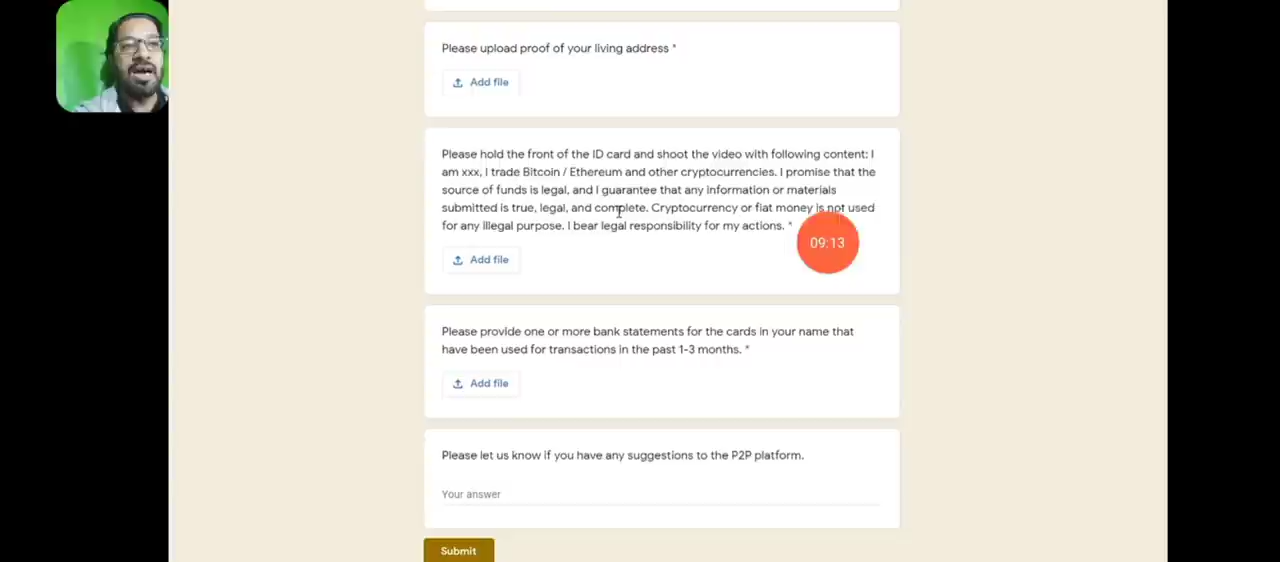 Please upload proof of your living address *
Add file
Please hold the front of the ID card and shoot the video with following content: I
am xxx, I trade Bitcoin / Ethereum and other cryptocurrencies. I promise that the
source of funds is legal, and I guarantee that any information or materials
submitted is true, legal, and complete. Cryptocurrency or fiat money is not used
for any illegal purpose. I bear legal responsibility for my actions. *
09:13
Add file
Please provide one or more bank statements for the cards in your name that
have been used for transactions in the past 1-3 months. *
Add file
Please let us know if you have any suggestions to the P2P platform.
Your answer
Submit